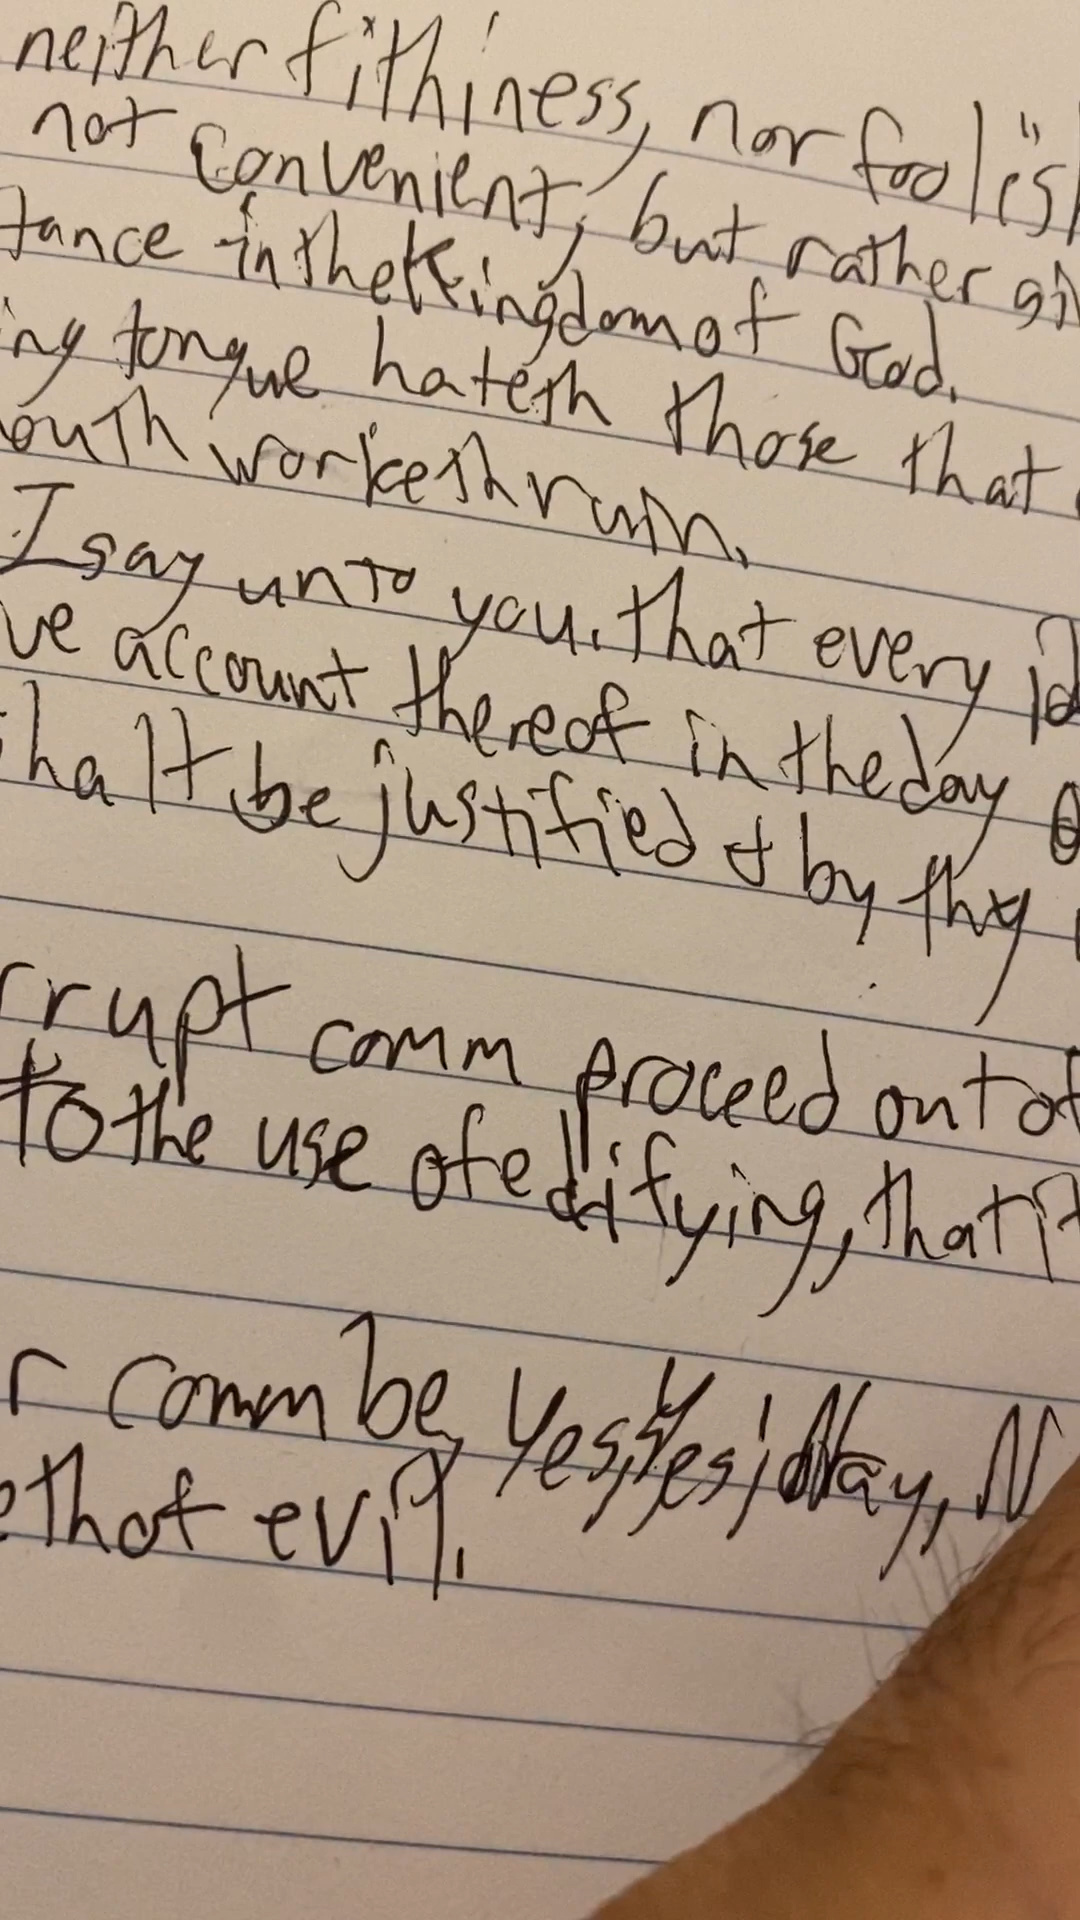 neither fithiness, nor foolish
not convenient; but rather gi
tance in the Kingdom of God.
ing tongue hateth those that
outh worketh ruin.
I say unto you. that every id
ve account thereof in the day o
halt be justified & by thy
rrupt comm proceed out of
to the use of edifying, that it
r comm be, Yes, Yes; Nay, N
that evil.